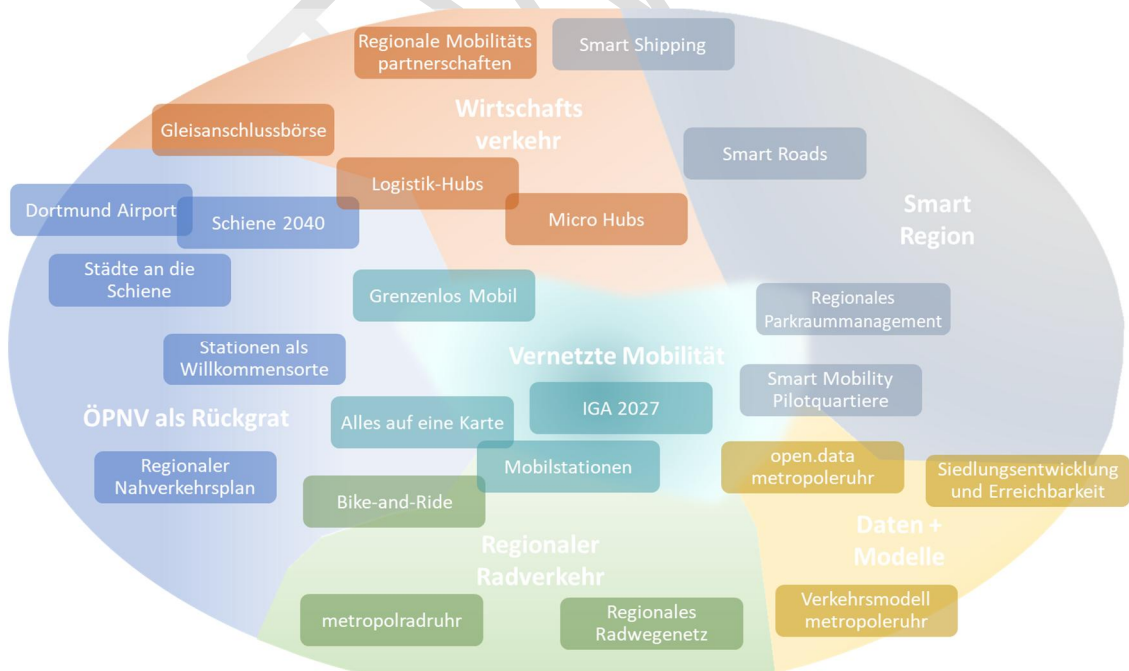 Regionale Mobilitäts
partnerschaften
Smart Shipping
Wirtschafts
verkehr
Gleisanschlussbörse
Smart Roads
Logistik-Hubs
Dortmund Airport
Schiene 2040
Micro Hubs
Smart
Region
Städte an die
Schiene
Grenzenlos Mobil
Regionales
Parkraummanagement
Stationen als
Willkommensorte
Vernetzte Mobilität
Smart Mobility
Pilotquartiere
IGA 2027
ÖPNV als Rückgrat
Alles auf eine Karte
Mobilstationen
open.data
metropoleruhr
Siedlungsentwicklung
und Erreichbarkeit
Regionaler
Nahverkehrsplan
Bike-and-Ride
Regionaler
Radverkehr
Daten +
Modelle
metropolradruhr
Regionales
Radwegenetz
Verkehrsmodell
metropoleruhr